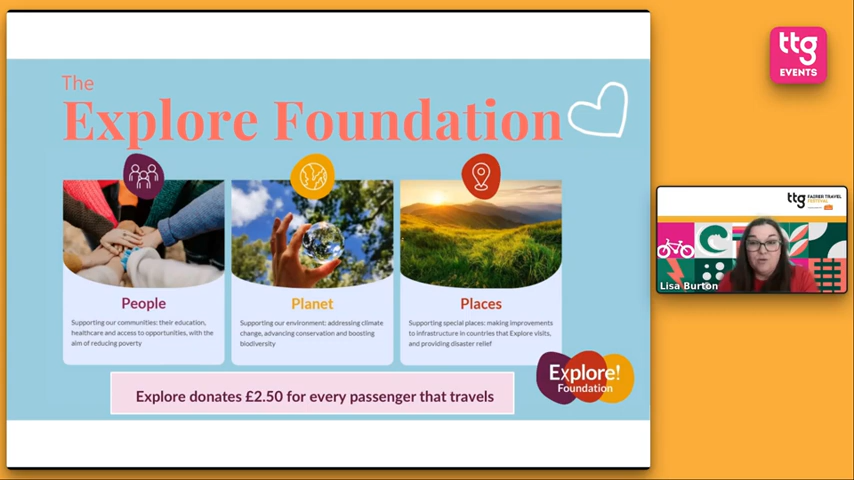 The
Explore Foundation
People
Supporting our communities: their education,
healthcare and access to opportunities, with the
aim of reducing poverty
Planet
Supporting our environment: addressing climate
change, advancing conservation and boosting
biodiversity
Places
Supporting special places: making improvements
to infrastructure in countries that Explore visits,
and providing disaster relief
Explore donates £2.50 for every passenger that travels
Explore!
Foundation
ttg
EVENTS
ttg
FAIRER TRAVEL
FESTIVAL
Lisa Burton